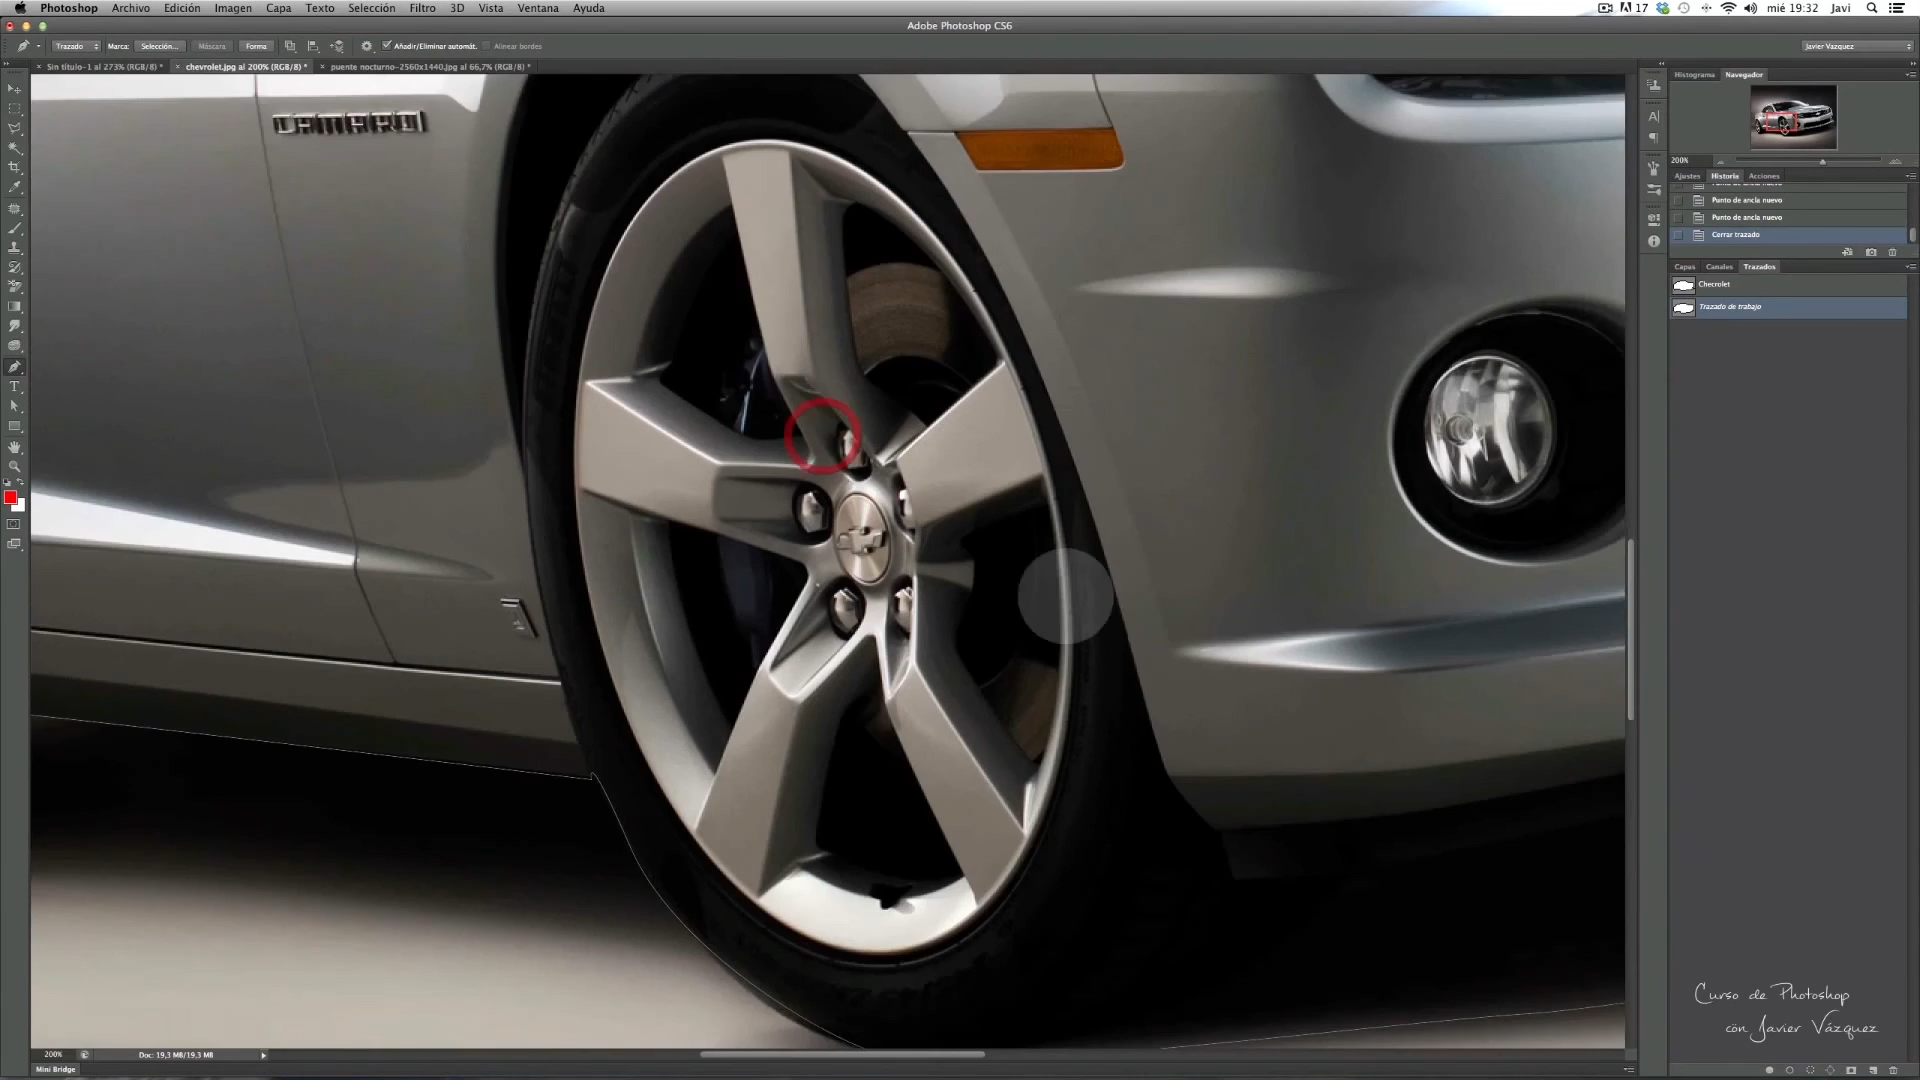 Photoshop Archivo Edición Imagen Capa Texto Selección Filtro 3D Vista Ventana Ayuda
17 mié 19:32 Javi
Adobe Photoshop CS6
Trazado Marca: Selección... Máscara Forma Añadir/Eliminar automát. Alinear bordes
Javier Vazquez
Sin título-1 al 273% (RGB/8) * chevrolet.jpg al 200% (RGB/8) * puente nocturno-2560x1440.jpg al 66,7% (RGB/8) *
Histograma Navegador
CAMARO
200%
Ajustes Historia Acciones
Punto de ancla nuevo
Punto de ancla nuevo
Cerrar trazado
Capas Canales Trazados
Checrolet
Trazado de trabajo
Curso de Photoshop
con Javier Vázquez
200% Doc: 19,3 MB/19,3 MB
Mini Bridge